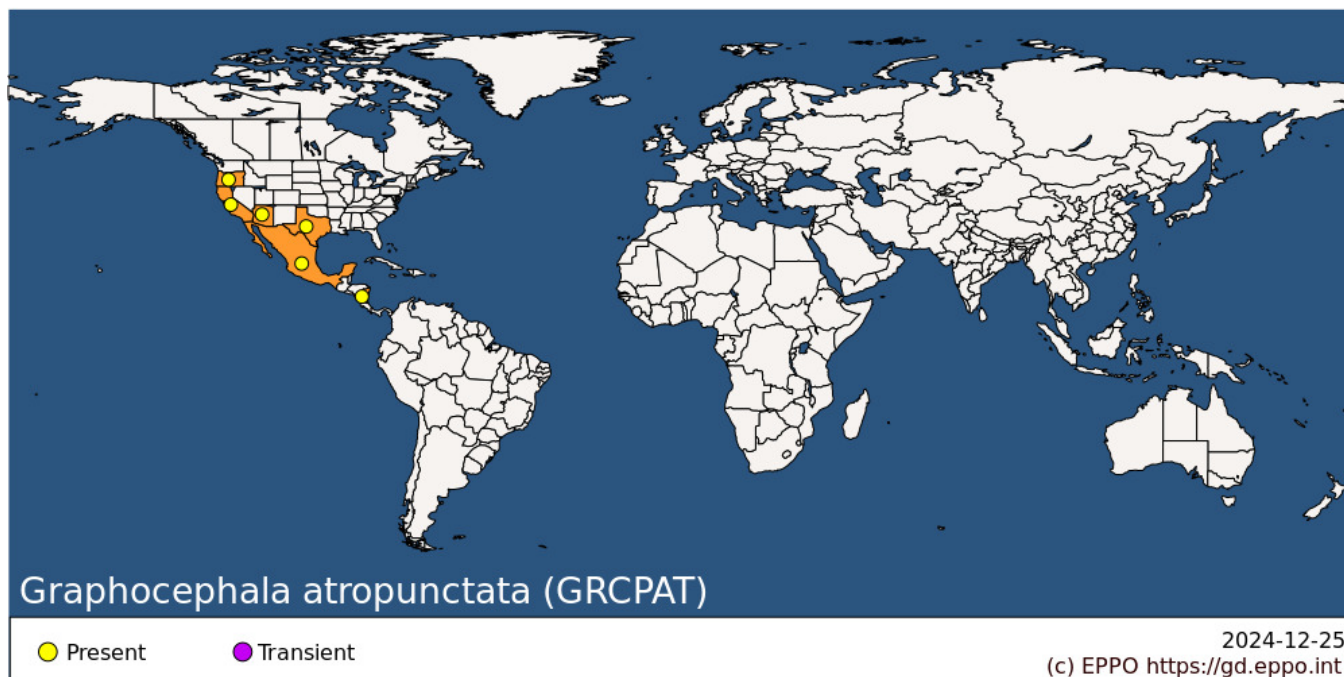 Graphocephala atropunctata (GRCPAT)
Present
Transient
2024-12-25
(c) EPPO https://gd.eppo.int